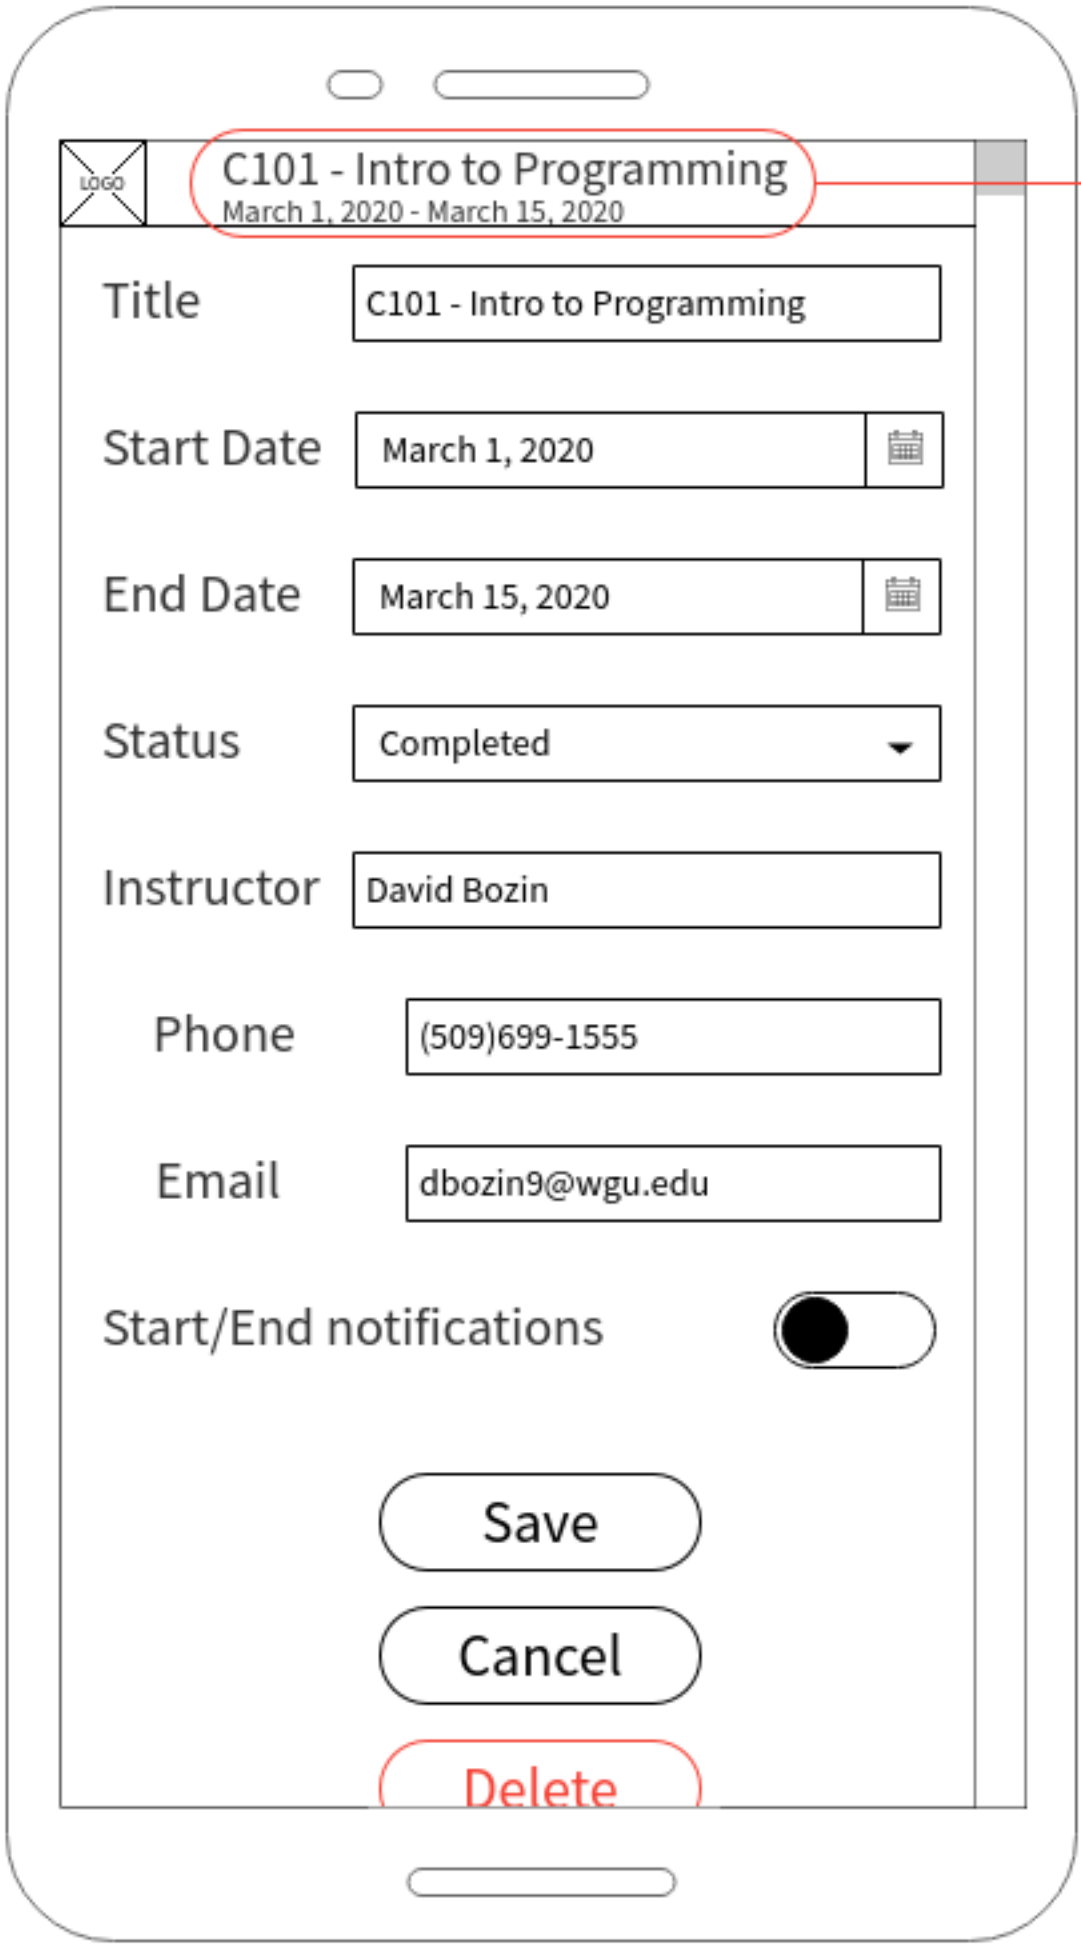 LOGO
C101 - Intro to Programming
March 1, 2020 - March 15, 2020
Title
C101 - Intro to Programming
Start Date
March 1, 2020
End Date
March 15, 2020
Status
Completed
Instructor
David Bozin
Phone
(509)699-1555
Email
dbozin9@wgu.edu
Start/End notifications
Save
Cancel
Delete